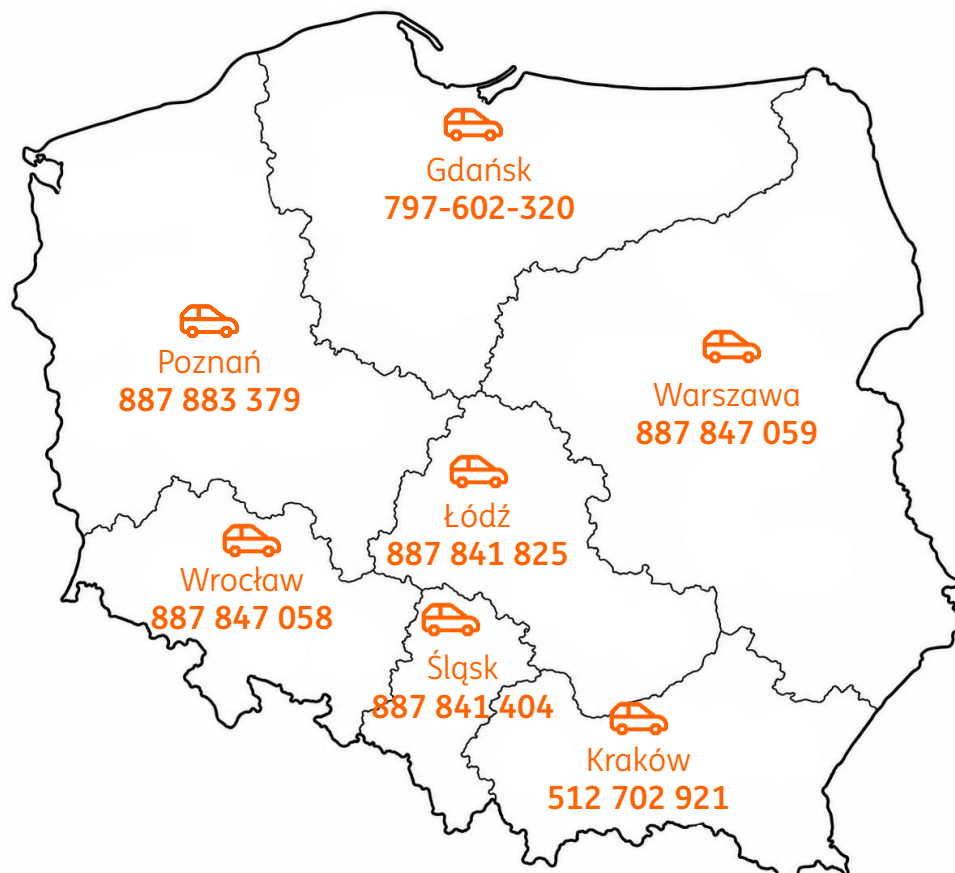 Gdańsk
797-602-320
Poznań
887 883 379
Warszawa
887 847 059
Łódź
887 841 825
Wrocław
887 847 058
Śląsk
887 841 404
Kraków
512 702 921